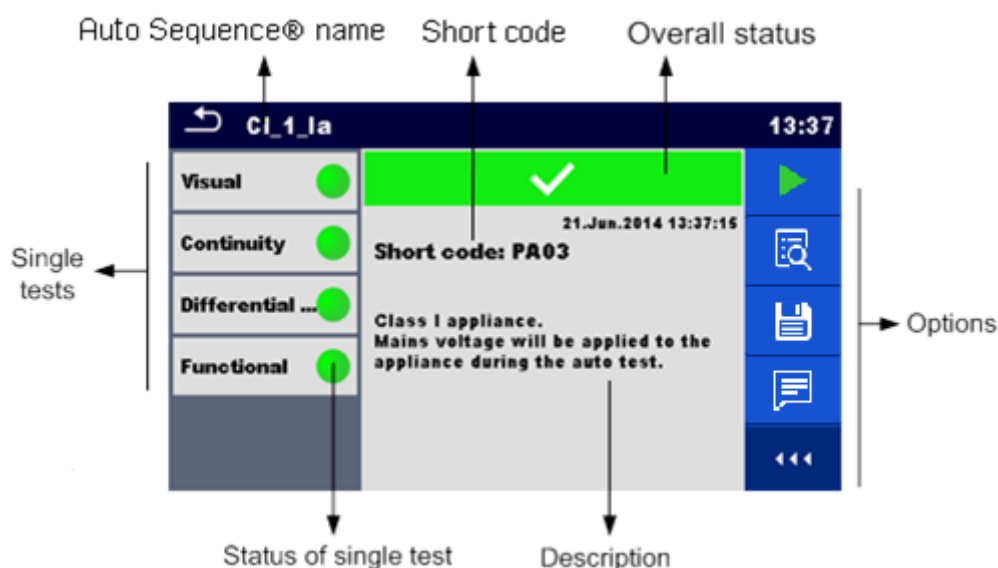 Auto Sequence® name
Short code
Overall status
Cl_1_Ia
13:37
Visual
Continuity
Differential ...
Functional
21.Jun.2014 13:37:15
Short code: PA03
Class I appliance.
Mains voltage will be applied to the
appliance during the auto test.
Single
tests
Options
Status of single test
Description